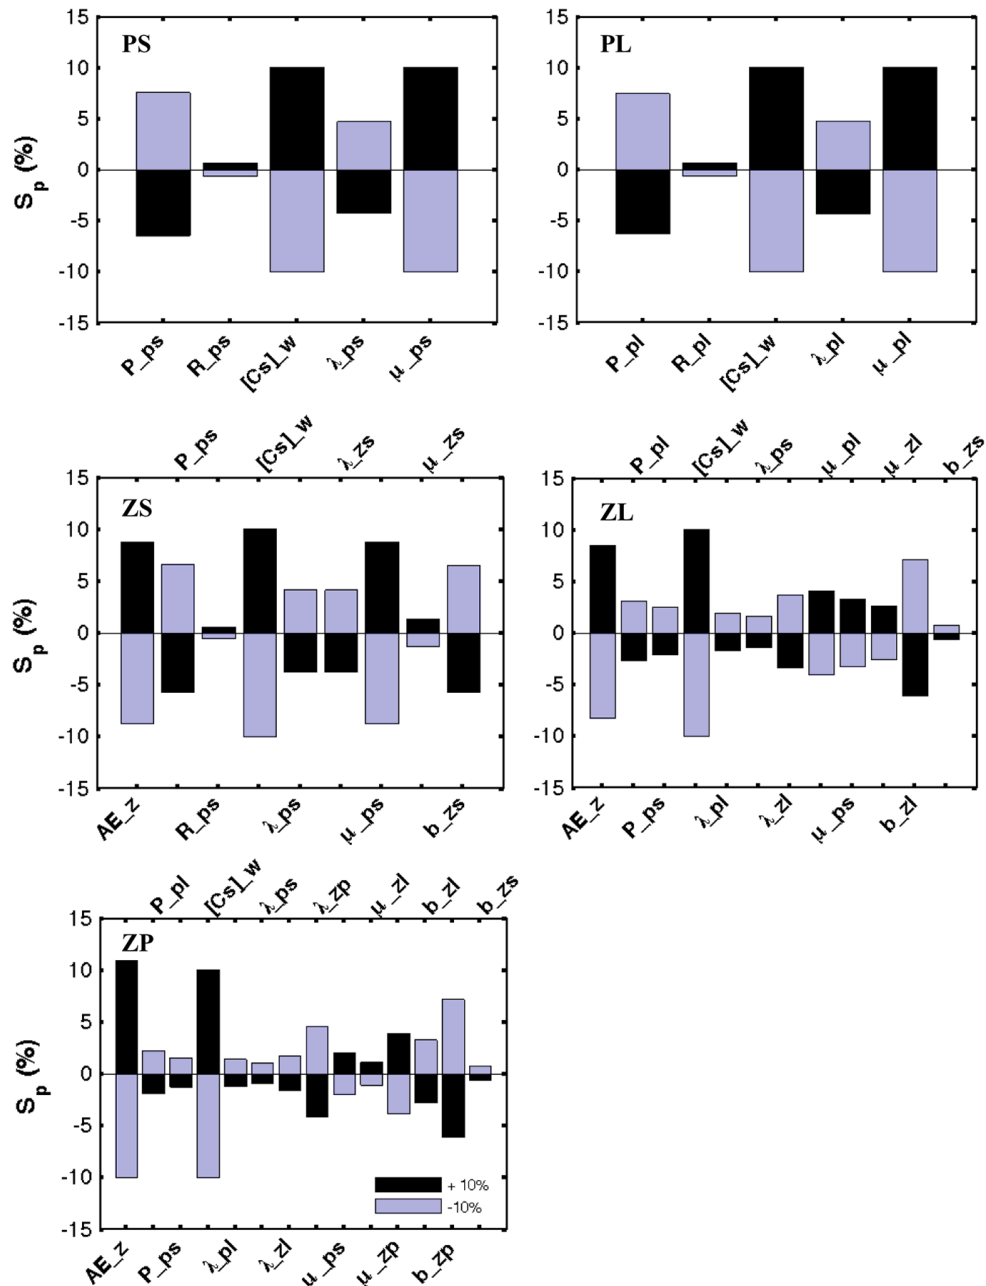 PS
S_p (%)
15
10
5
0
-5
-10
-15
P_ps
R_ps
[Cs]_w
λ_ps
μ_ps
PL
15
10
5
0
-5
-10
-15
P_pl
R_pl
[Cs]_w
λ_pl
μ_pl
P_ps
[Cs]_w
λ_zs
μ_zs
ZS
S_p (%)
15
10
5
0
-5
-10
-15
AE_z
R_ps
λ_ps
μ_ps
b_zs
P_pl
[Cs]_w
λ_ps
μ_pl
μ_zl
b_zs
ZL
15
10
5
0
-5
-10
-15
AE_z
P_ps
λ_pl
λ_zl
μ_ps
b_zl
P_pl
[Cs]_w
λ_ps
λ_zp
μ_zl
b_zl
b_zs
ZP
S_p (%)
15
10
5
0
-5
-10
-15
+ 10%
-10%
AE_z
P_ps
λ_pl
λ_zl
μ_ps
μ_zp
b_zp